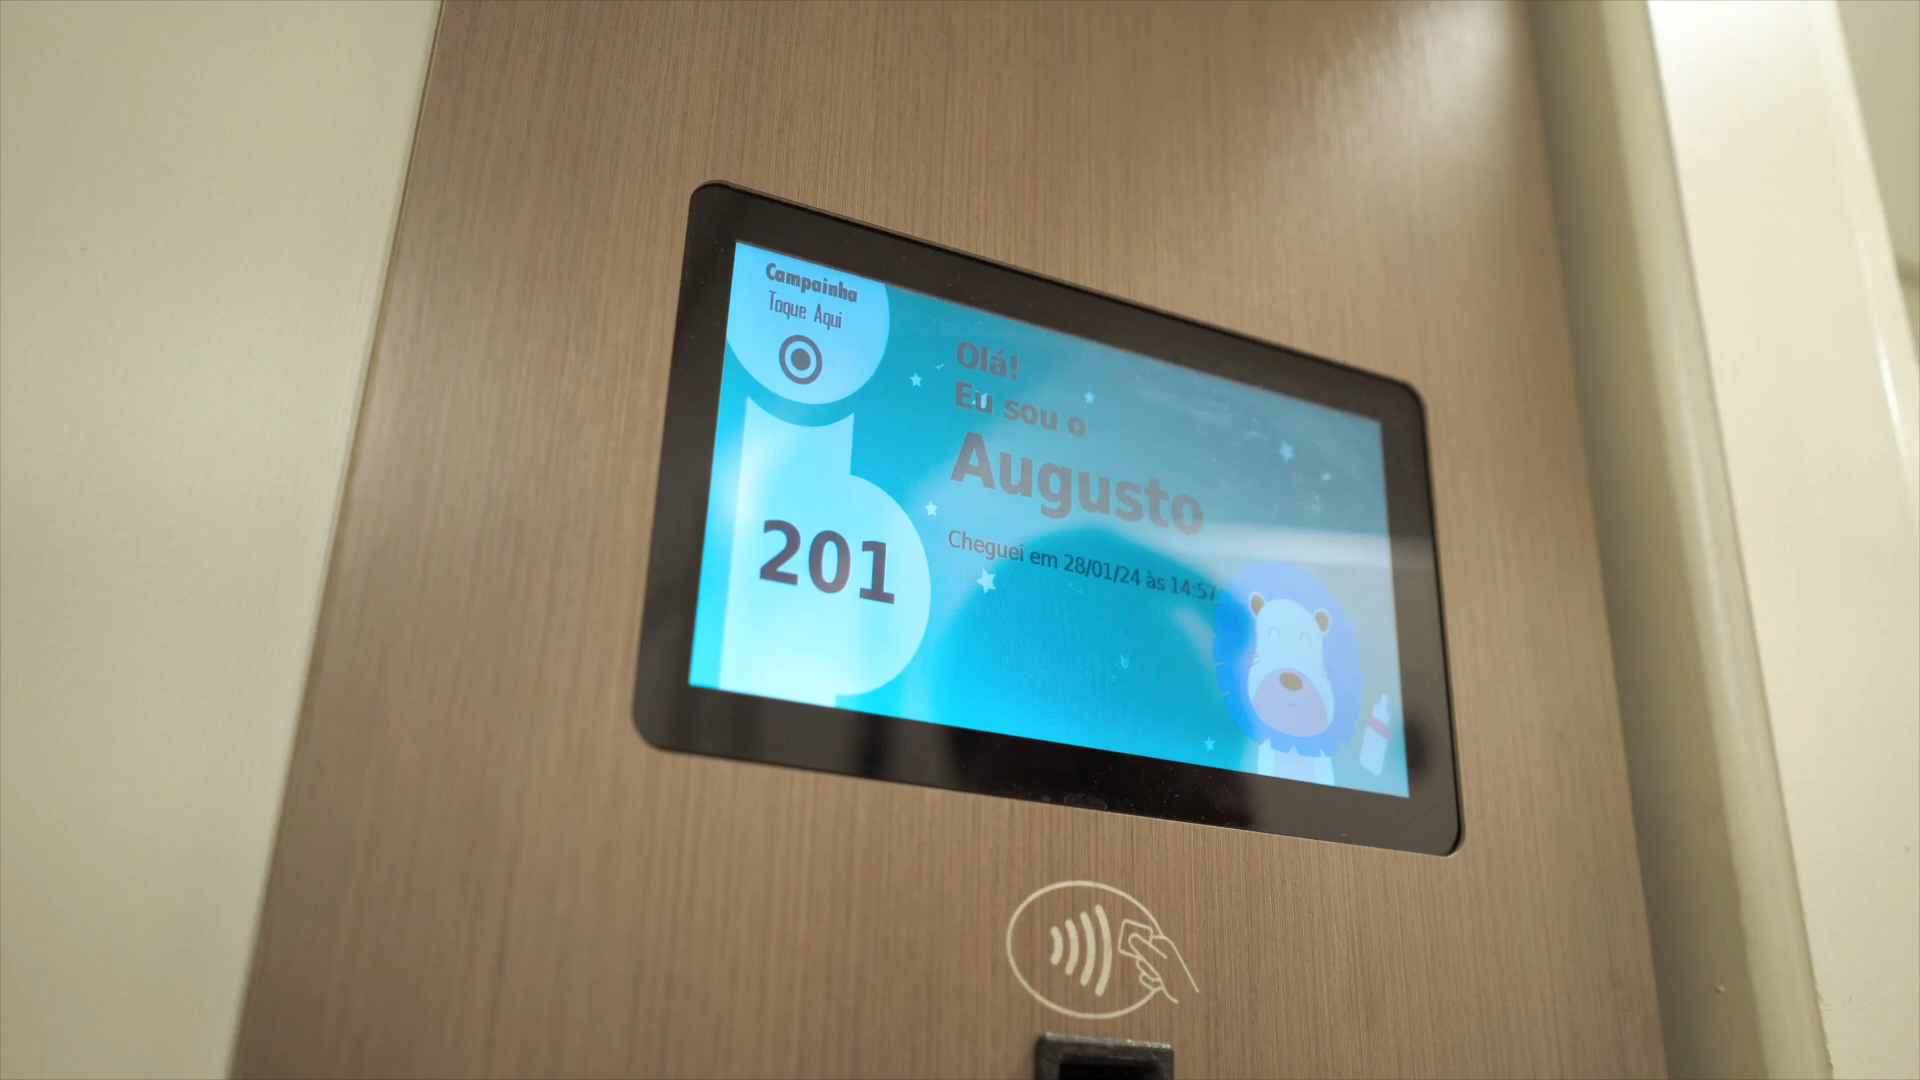 Campainha
Toque Aqui
201
Olá!
Eu sou o
Augusto
Cheguei em 28/01/24 às 14:57